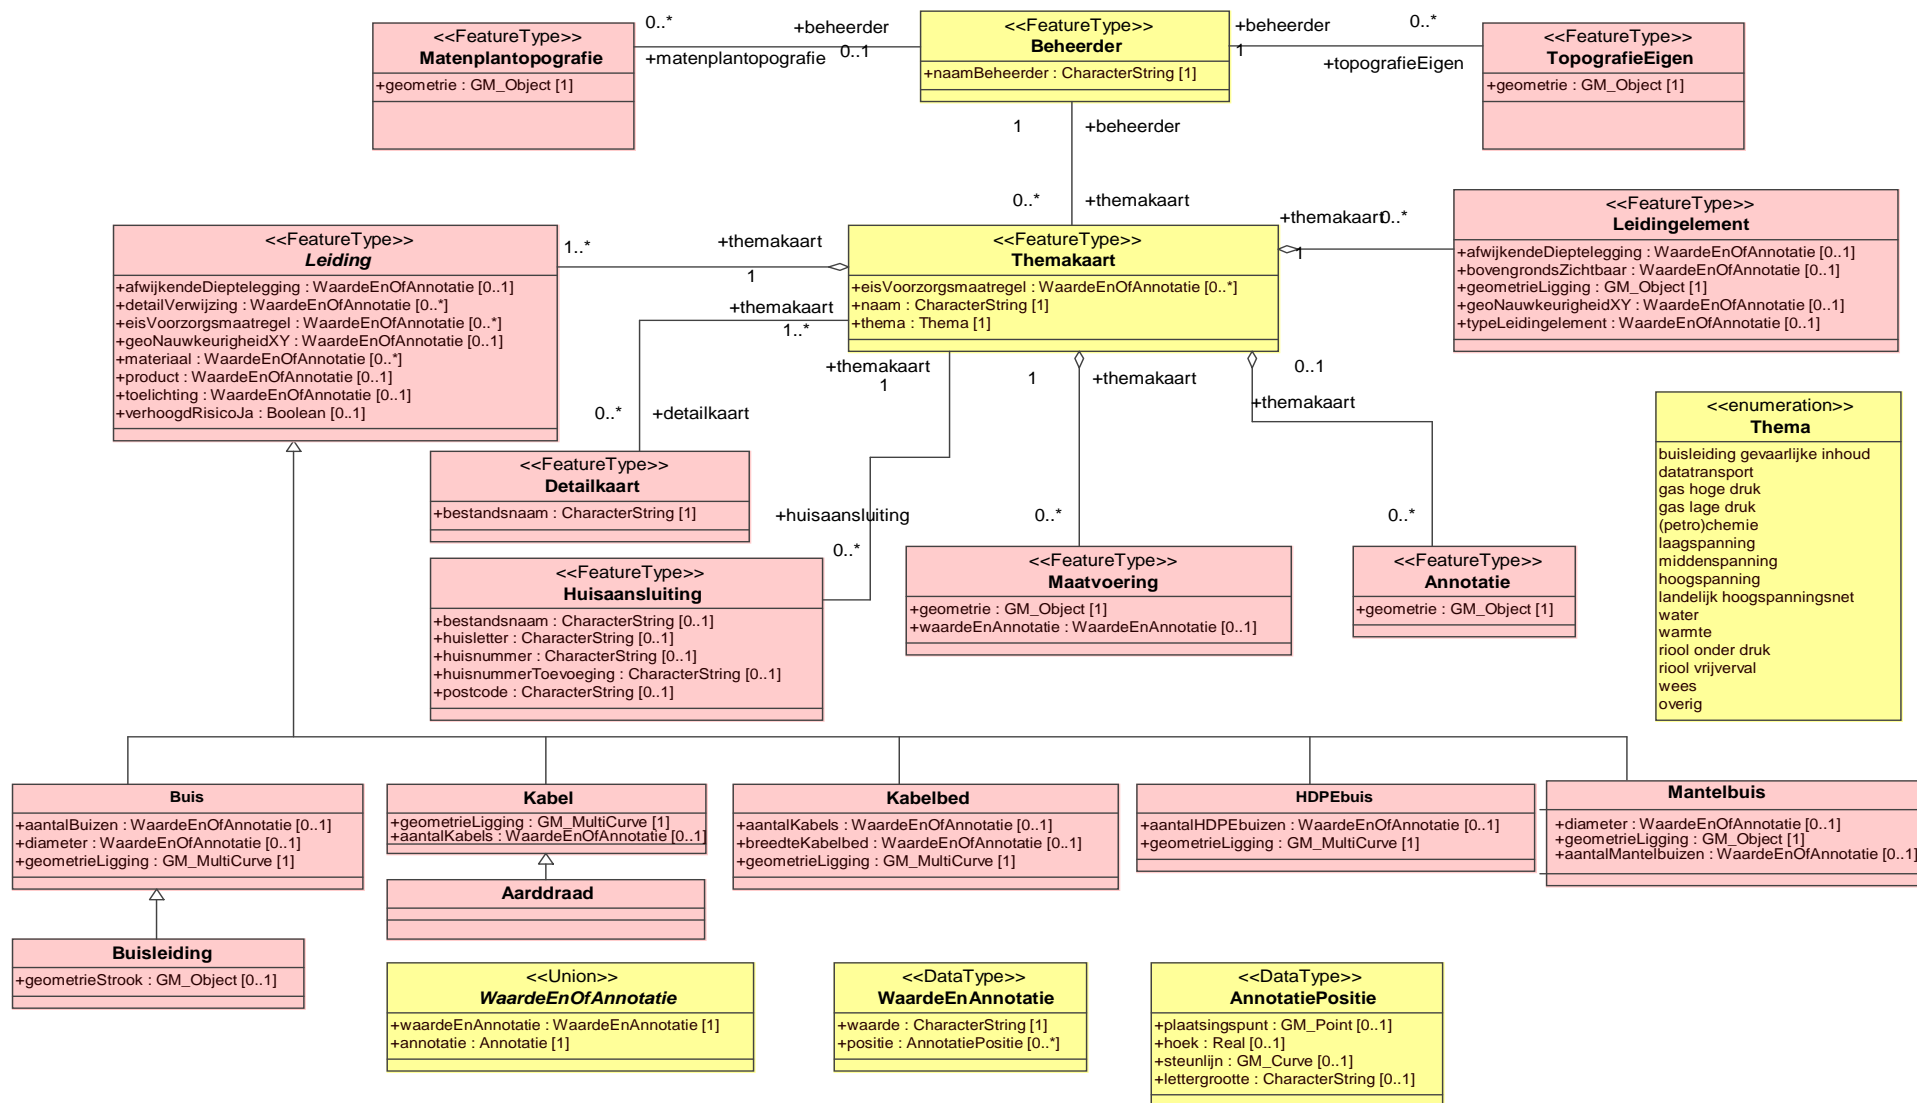 0..*
+beheerder
+matenplantopografie
0..1
+beheerder
0..*
1
+topografieEigen
<<FeatureType>>
Matenplantopografie
+geometrie : GM_Object [1]
<<FeatureType>>
Beheerder
+naamBeheerder : CharacterString [1]
<<FeatureType>>
TopografieEigen
+geometrie : GM_Object [1]
1
+beheerder
0..*
+themakaart
<<FeatureType>>
Leiding
+afwijkendeDieptelegging : WaardeEnOfAnnotatie [0..1]
+detailVerwijzing : WaardeEnOfAnnotatie [0..*]
+eisVoorzorgsmaatregel : WaardeEnOfAnnotatie [0..*]
+geoNauwkeurigheidXY : WaardeEnOfAnnotatie [0..1]
+materiaal : WaardeEnOfAnnotatie [0..*]
+product : WaardeEnOfAnnotatie [0..1]
+toelichting : WaardeEnOfAnnotatie [0..1]
+verhoogdRisicoJa : Boolean [0..1]
1..*
+themakaart
1
<<FeatureType>>
Themakaart
+eisVoorzorgsmaatregel : WaardeEnOfAnnotatie [0..*]
+naam : CharacterString [1]
+thema : Thema [1]
+themakaart
0..*
1
<<FeatureType>>
Leidingelement
+afwijkendeDieptelegging : WaardeEnOfAnnotatie [0..1]
+bovengrondsZichtbaar : WaardeEnOfAnnotatie [0..1]
+geometrieLigging : GM_Object [1]
+geoNauwkeurigheidXY : WaardeEnOfAnnotatie [0..1]
+typeLeidingelement : WaardeEnOfAnnotatie [0..1]
+themakaart
1..*
0..*
+detailkaart
+themakaart
1
+huisaansluiting
0..*
1
+themakaart
0..*
0..1
+themakaart
0..*
<<FeatureType>>
Detailkaart
+bestandsnaam : CharacterString [1]
<<FeatureType>>
Huisaansluiting
+bestandsnaam : CharacterString [0..1]
+huisletter : CharacterString [0..1]
+huisnummer : CharacterString [0..1]
+huisnummerToevoeging : CharacterString [0..1]
+postcode : CharacterString [0..1]
<<FeatureType>>
Maatvoering
+geometrie : GM_Object [1]
+waardeEnAnnotatie : WaardeEnAnnotatie [0..1]
<<FeatureType>>
Annotatie
+geometrie : GM_Object [1]
<<enumeration>>
Thema
buisleiding gevaarlijke inhoud
datatransport
gas hoge druk
gas lage druk
(petro)chemie
laagspanning
middenspanning
hoogspanning
landelijk hoogspanningsnet
water
warmte
riool onder druk
riool vrijverval
wees
overig
Buis
+aantalBuizen : WaardeEnOfAnnotatie [0..1]
+diameter : WaardeEnOfAnnotatie [0..1]
+geometrieLigging : GM_MultiCurve [1]
Kabel
+geometrieLigging : GM_MultiCurve [1]
+aantalKabels : WaardeEnOfAnnotatie [0..1]
Kabelbed
+aantalKabels : WaardeEnOfAnnotatie [0..1]
+breedteKabelbed : WaardeEnOfAnnotatie [0..1]
+geometrieLigging : GM_MultiCurve [1]
HDPEbuis
+aantalHDPEbuizen : WaardeEnOfAnnotatie [0..1]
+geometrieLigging : GM_MultiCurve [1]
Mantelbuis
+diameter : WaardeEnOfAnnotatie [0..1]
+geometrieLigging : GM_Object [1]
+aantalMantelbuizen : WaardeEnOfAnnotatie [0..1]
Aarddraad
Buisleiding
+geometrieStrook : GM_Object [0..1]
<<Union>>
WaardeEnOfAnnotatie
+waardeEnAnnotatie : WaardeEnAnnotatie [1]
+annotatie : Annotatie [1]
<<DataType>>
WaardeEnAnnotatie
+waarde : CharacterString [1]
+positie : AnnotatiePositie [0..*]
<<DataType>>
AnnotatiePositie
+plaatsingspunt : GM_Point [0..1]
+hoek : Real [0..1]
+steunlijn : GM_Curve [0..1]
+lettergrootte : CharacterString [0..1]